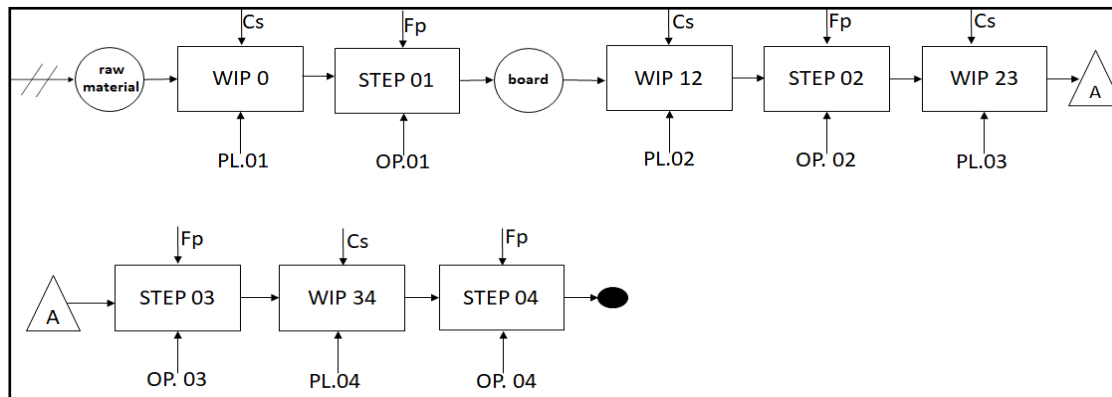 Cs
Fp
Cs
Fp
Cs
raw
material
WIP 0
STEP 01
board
WIP 12
STEP 02
WIP 23
A
PL.01
OP.01
PL.02
OP. 02
PL.03
Fp
Cs
Fp
A
STEP 03
WIP 34
STEP 04
OP. 03
PL.04
OP. 04